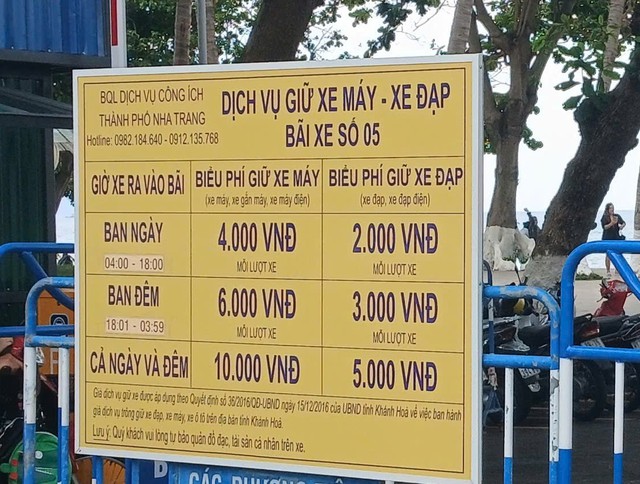 BQL DỊCH VỤ CÔNG ÍCH
THÀNH PHỐ NHA TRANG
Hotline: 0962.184.640 - 0912.135.768
DỊCH VỤ GIỮ XE MÁY - XE ĐẠP
BÃI XE SỐ 05
GIỜ XE RA VÀO BÃI
BIỂU PHÍ GIỮ XE MÁY
(xe máy, xe gắn máy, xe máy điện)
BIỂU PHÍ GIỮ XE ĐẠP
(xe đạp, xe đạp điện)
BAN NGÀY
04:00 - 18:00
4.000 VNĐ
MỖI LƯỢT XE
2.000 VNĐ
MỖI LƯỢT XE
BAN ĐÊM
18:01 - 03:59
6.000 VNĐ
MỖI LƯỢT XE
3.000 VNĐ
MỖI LƯỢT XE
CẢ NGÀY VÀ ĐÊM
10.000 VNĐ
5.000 VNĐ
Giá dịch vụ giữ xe được áp dụng theo Quyết định số 36/2016/QĐ-UBND ngày 15/12/2016 của UBND tỉnh Khánh Hoà về việc ban hành
giá dịch vụ trông giữ xe đạp, xe máy, xe ô tô trên địa bàn tỉnh Khánh Hoà.
Lưu ý: Quý khách vui lòng tự bảo quản đồ đạc, tài sản cá nhân trên xe.
CÁC PHƯƠNG